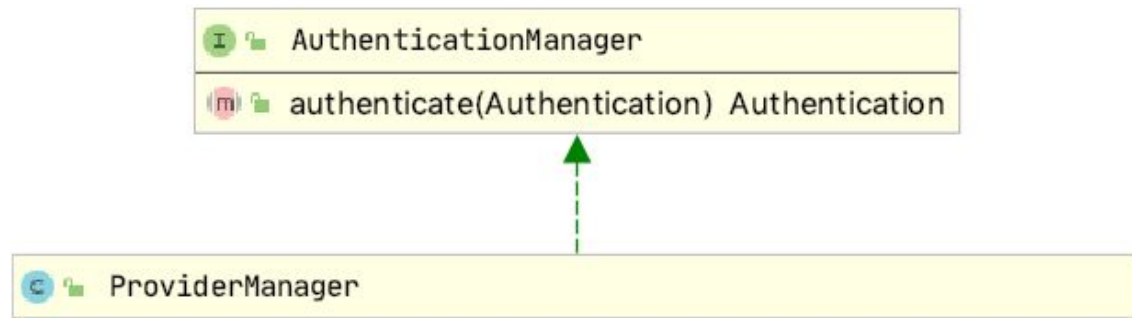 I AuthenticationManager
m authenticate(Authentication) Authentication
C ProviderManager